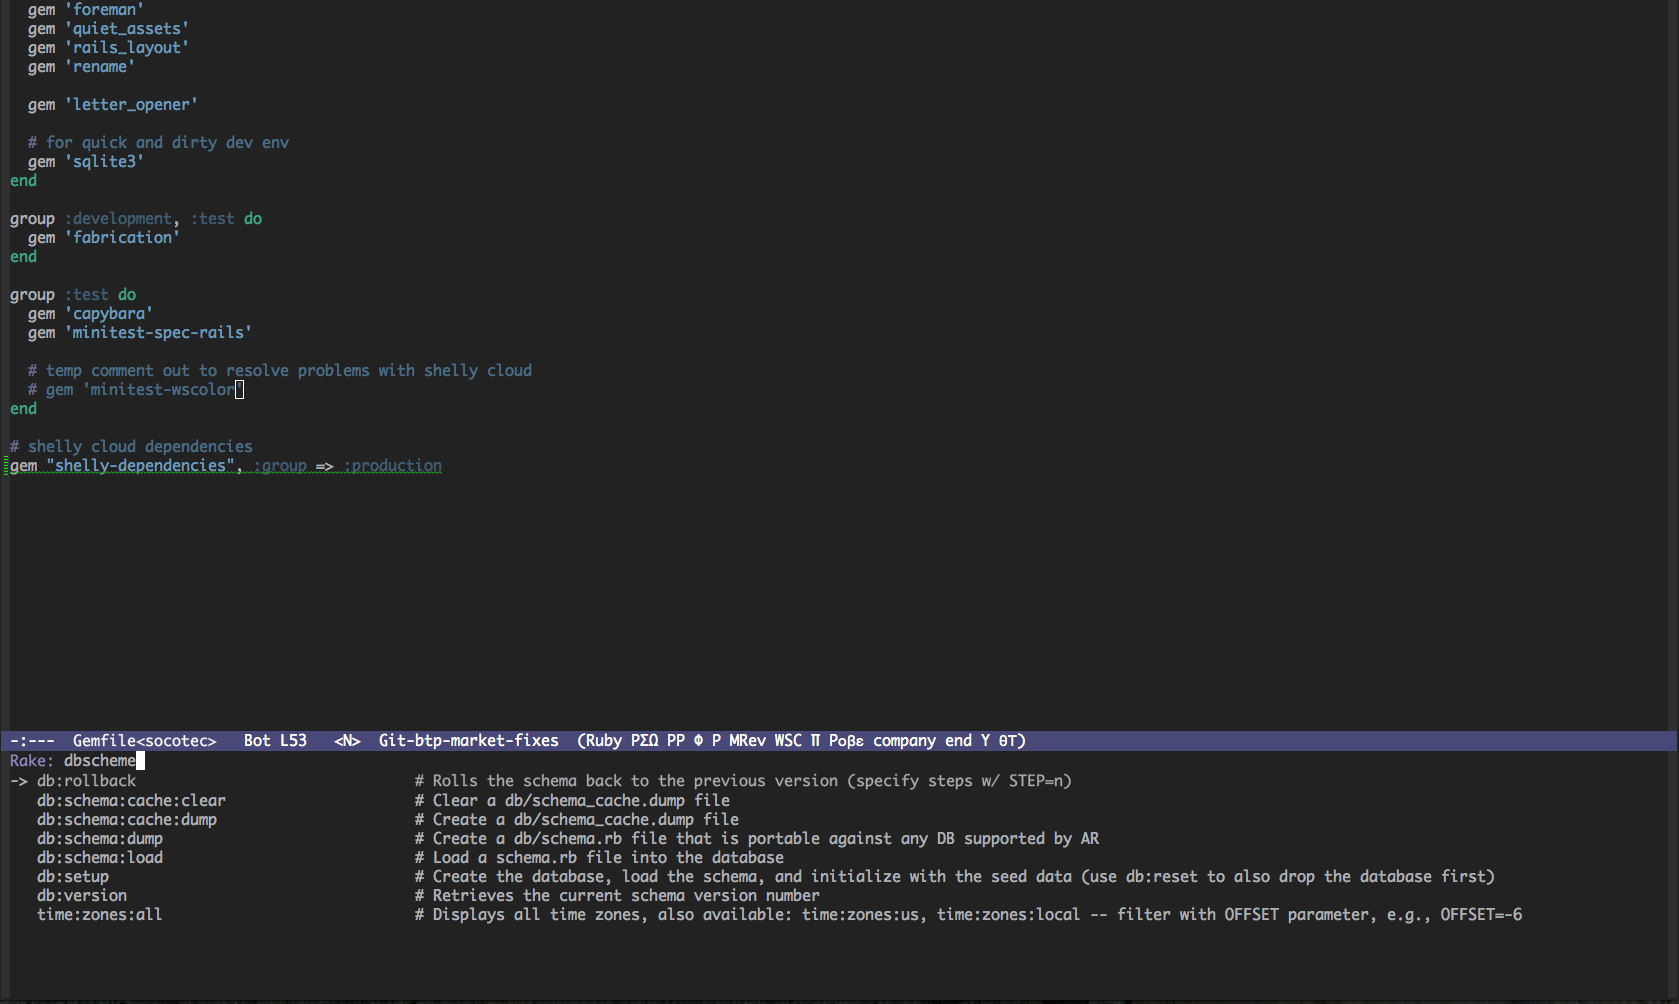 gem 'foreman'
gem 'quiet_assets'
gem 'rails_layout'
gem 'rename'
gem 'letter_opener'
# for quick and dirty dev env
gem 'sqlite3'
end
group :development, :test do
gem 'fabrication'
end
group :test do
gem 'capybara'
gem 'minitest-spec-rails'
# temp comment out to resolve problems with shelly cloud
# gem 'minitest-wscolor'
end
# shelly cloud dependencies
gem "shelly-dependencies", :group => :production
-:--- Gemfile<socotec> Bot L53 <N> Git-btp-market-fixes (Ruby ΡΣΩ PP Φ P MRev WSC Π Ροβε company end Y θT)
Rake: dbscheme
-> db:rollback # Rolls the schema back to the previous version (specify steps w/ STEP=n)
db:schema:cache:clear # Clear a db/schema_cache.dump file
db:schema:cache:dump # Create a db/schema_cache.dump file
db:schema:dump # Create a db/schema.rb file that is portable against any DB supported by AR
db:schema:load # Load a schema.rb file into the database
db:setup # Create the database, load the schema, and initialize with the seed data (use db:reset to also drop the database first)
db:version # Retrieves the current schema version number
time:zones:all # Displays all time zones, also available: time:zones:us, time:zones:local -- filter with OFFSET parameter, e.g., OFFSET=-6